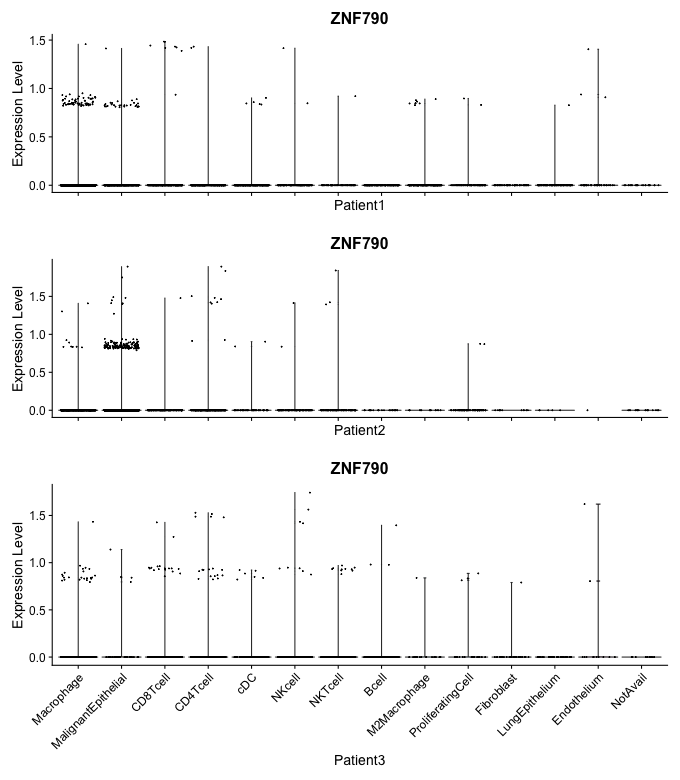 ZNF790
Expression Level
1.5
1.0
0.5
0.0
Patient1
ZNF790
Expression Level
1.5
1.0
0.5
0.0
Patient2
ZNF790
Expression Level
1.5
1.0
0.5
0.0
Macrophage
MalignantEpithelial
CD8Tcell
CD4Tcell
cDC
NKcell
NKTcell
Bcell
M2Macrophage
ProliferatingCell
Fibroblast
LungEpithelium
Endothelium
NotAvail
Patient3